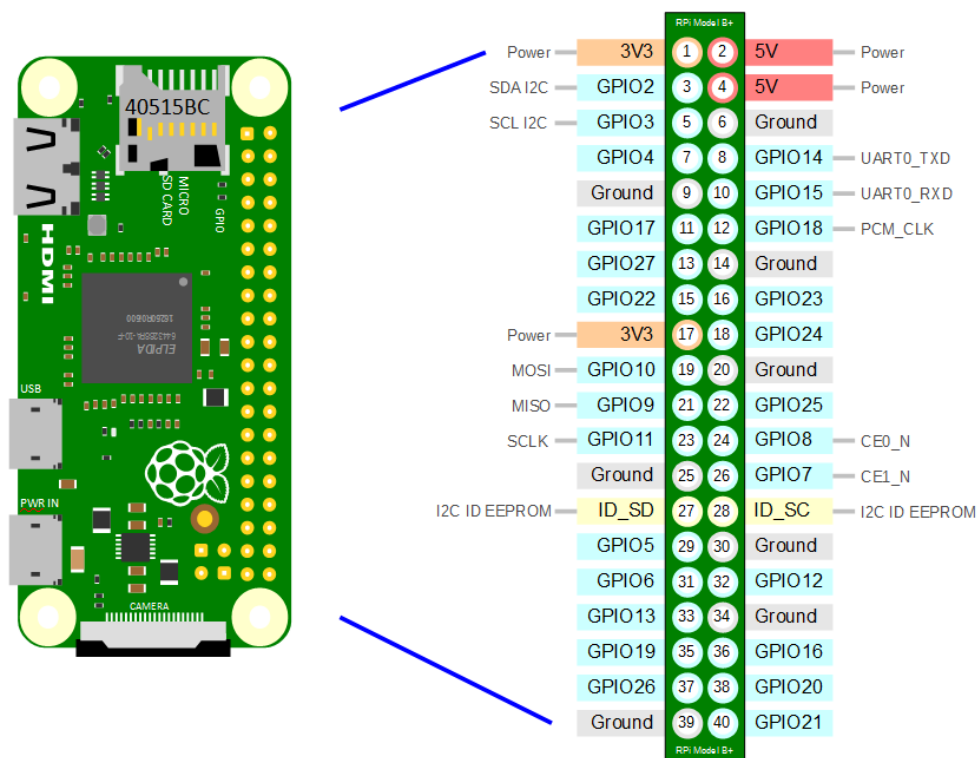 40515BC
MICRO
SD CARD
GPIO
HDMI
ELPIDA
USB
PWR IN
CAMERA
RPi Model B+
Power 3V3 1 2 5V Power
SDA I2C GPIO2 3 4 5V Power
SCL I2C GPIO3 5 6 Ground
GPIO4 7 8 GPIO14 UART0_TXD
Ground 9 10 GPIO15 UART0_RXD
GPIO17 11 12 GPIO18 PCM_CLK
GPIO27 13 14 Ground
GPIO22 15 16 GPIO23
Power 3V3 17 18 GPIO24
MOSI GPIO10 19 20 Ground
MISO GPIO9 21 22 GPIO25
SCLK GPIO11 23 24 GPIO8 CE0_N
Ground 25 26 GPIO7 CE1_N
I2C ID EEPROM ID_SD 27 28 ID_SC I2C ID EEPROM
GPIO5 29 30 Ground
GPIO6 31 32 GPIO12
GPIO13 33 34 Ground
GPIO19 35 36 GPIO16
GPIO26 37 38 GPIO20
Ground 39 40 GPIO21
RPi Model B+